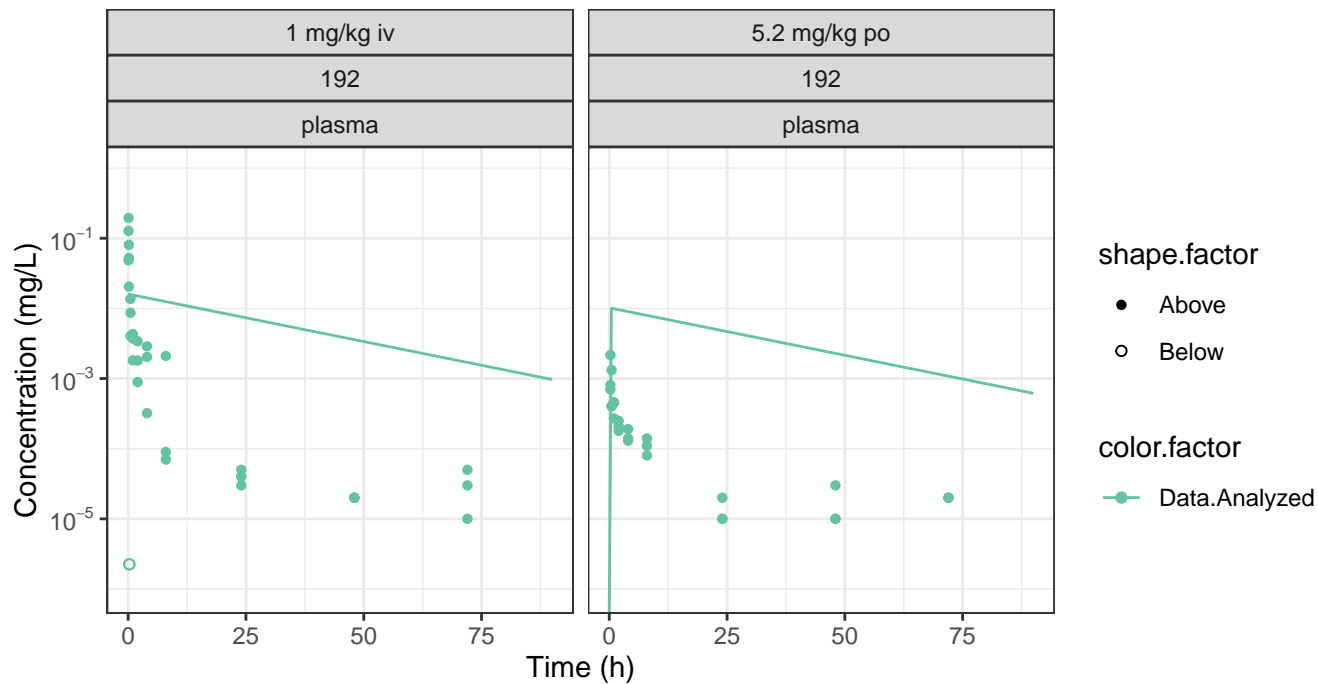 1 mg/kg iv
192
plasma
5.2 mg/kg po
192
plasma
Concentration (mg/L)
10⁻¹
10⁻³
10⁻⁵
0 25 50 75
0 25 50 75
Time (h)
shape.factor
Above
Below
color.factor
Data.Analyzed